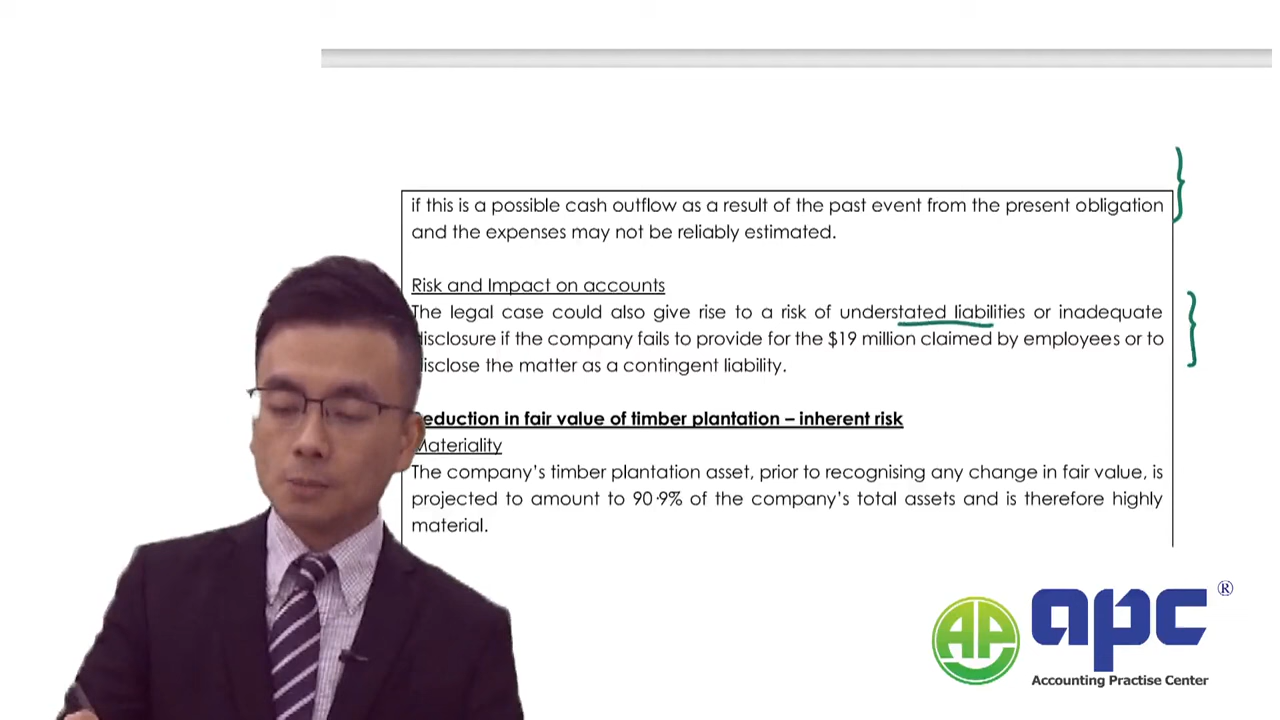 if this is a possible cash outflow as a result of the past event from the present obligation
and the expenses may not be reliably estimated.
Risk and Impact on accounts
The legal case could also give rise to a risk of understated liabilities or inadequate
disclosure if the company fails to provide for the $19 million claimed by employees or to
disclose the matter as a contingent liability.
Reduction in fair value of timber plantation – inherent risk
Materiality
The company's timber plantation asset, prior to recognising any change in fair value, is
projected to amount to 90·9% of the company's total assets and is therefore highly
material.
AP
apc®
Accounting Practise Center